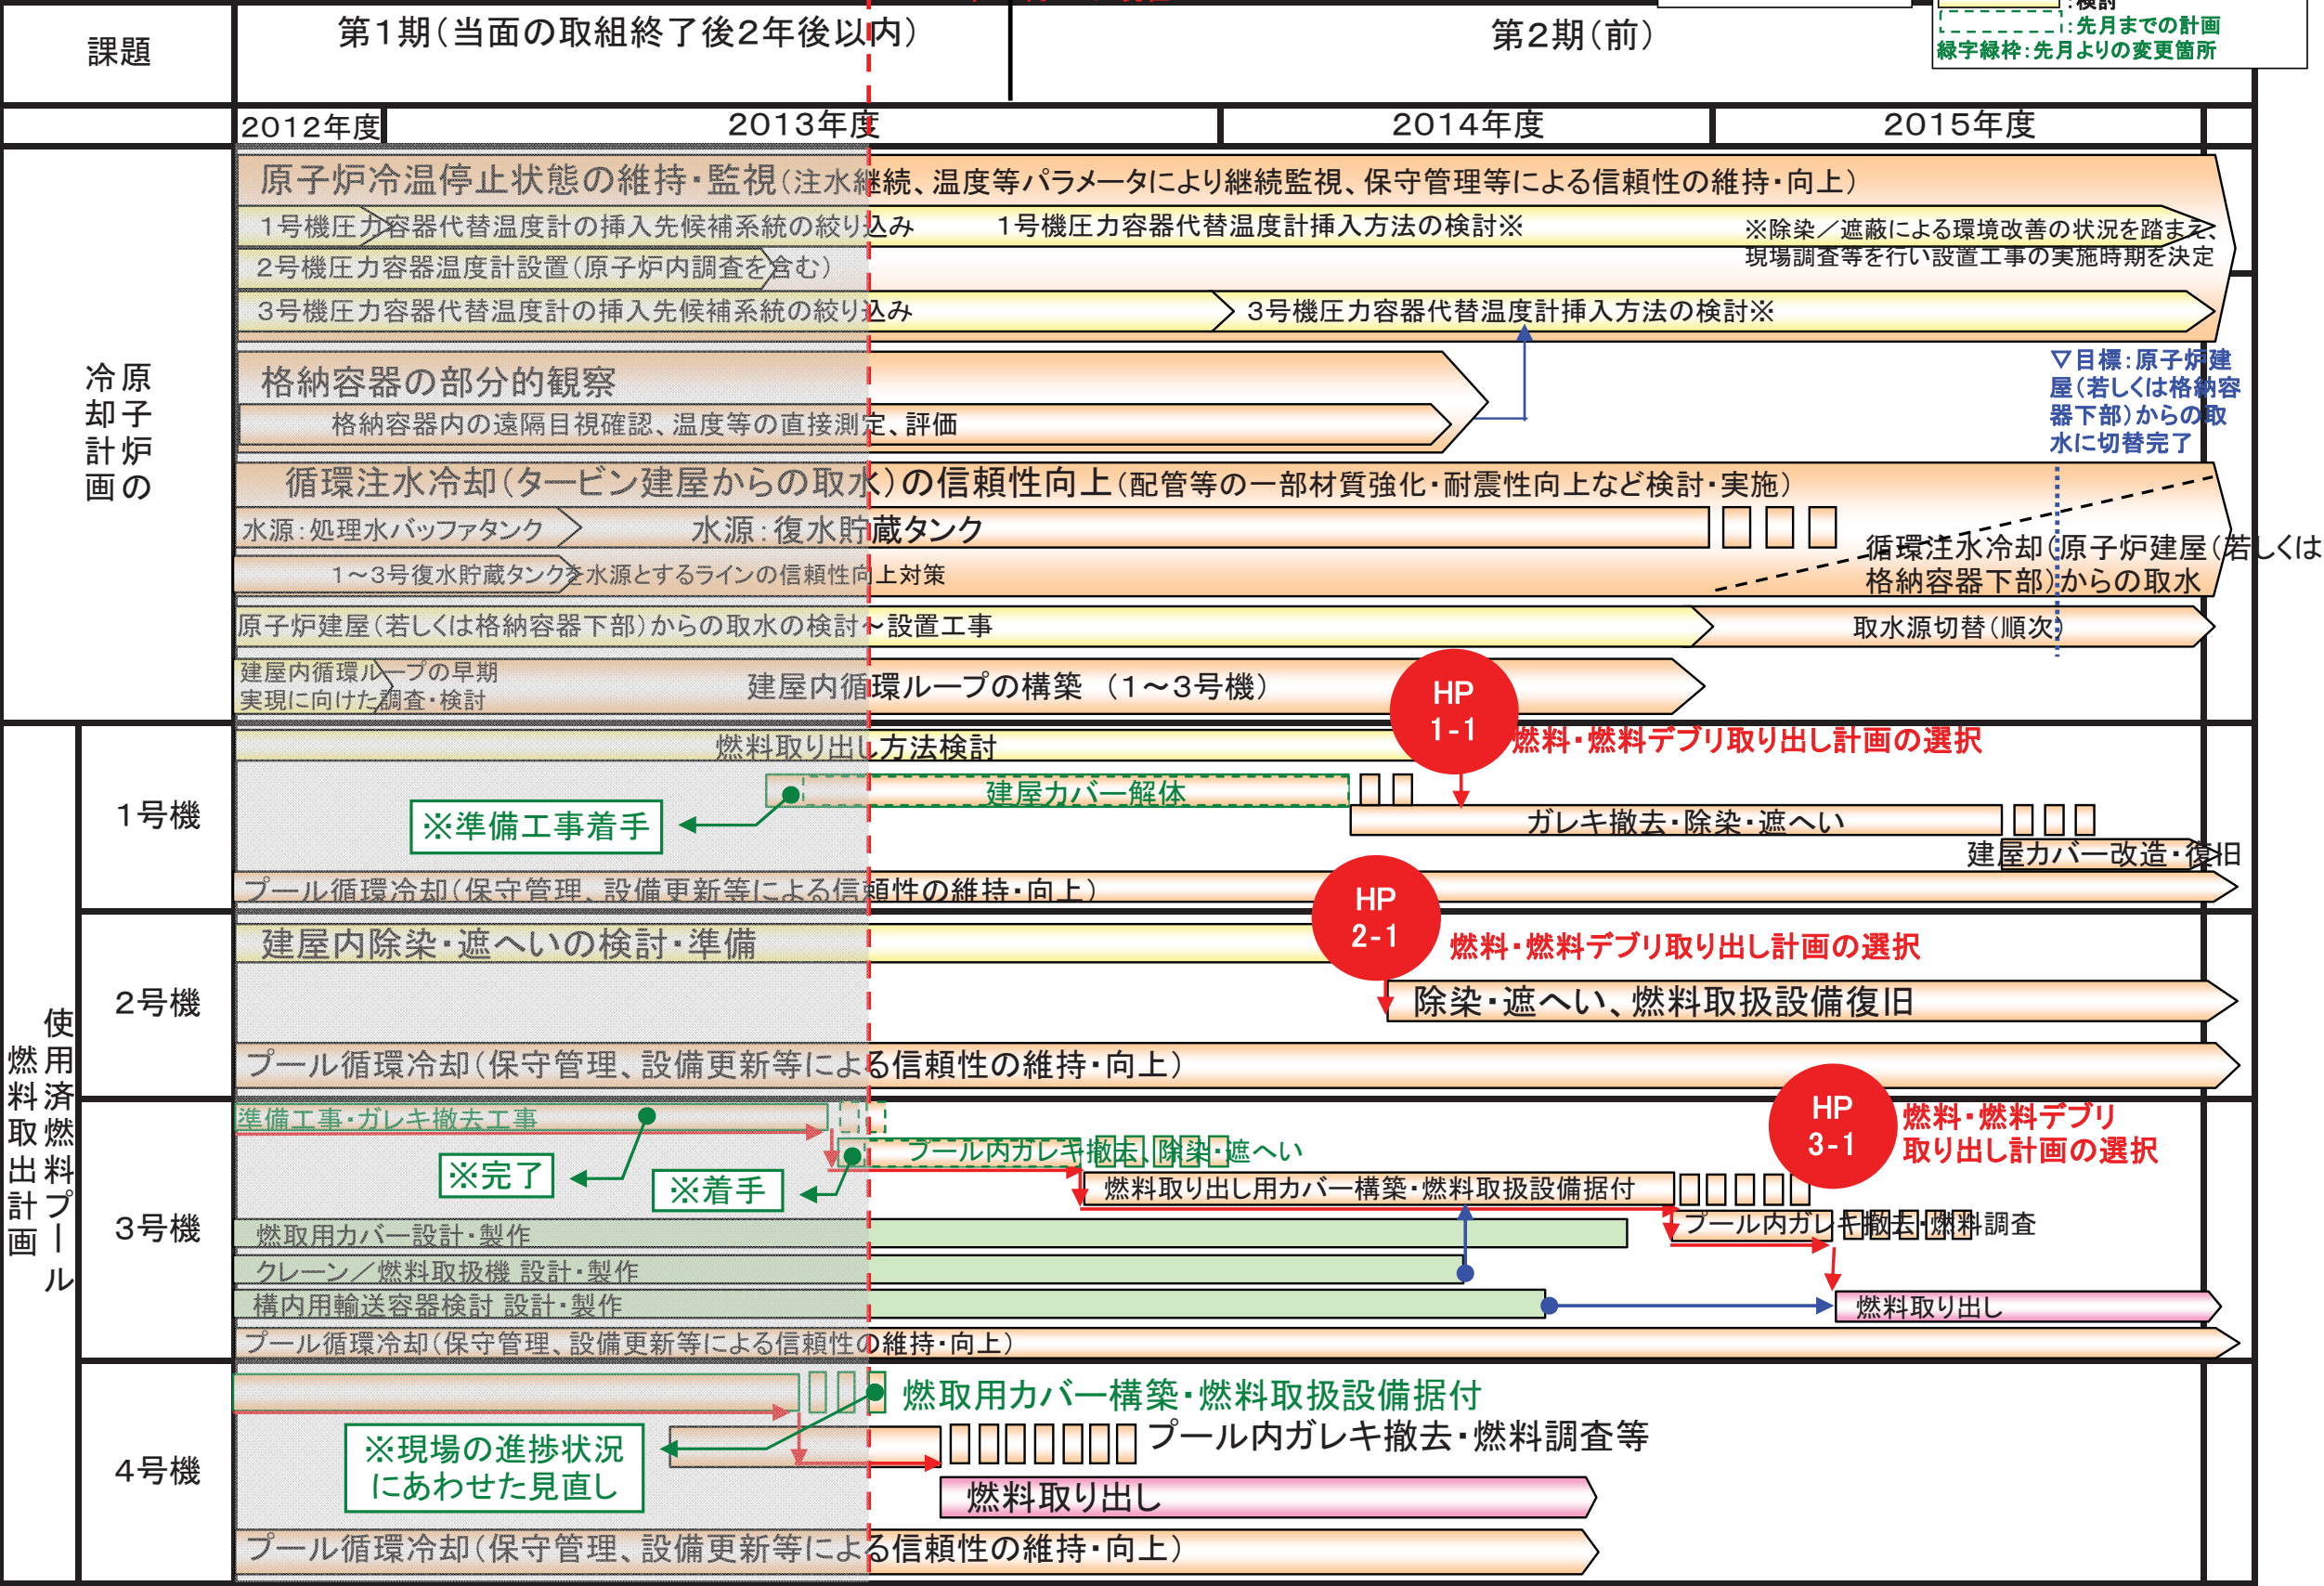 :検討
:先月までの計画
緑字緑枠:先月よりの変更箇所
課題
第1期(当面の取組終了後2年後以内)
第2期(前)
2012年度
2013年度
2014年度
2015年度
原子炉の冷却計画
原子炉冷温停止状態の維持・監視(注水継続、温度等パラメータにより継続監視、保守管理等による信頼性の維持・向上)
1号機圧力容器代替温度計の挿入先候補系統の絞り込み
1号機圧力容器代替温度計挿入方法の検討※
※除染/遮蔽による環境改善の状況を踏まえ、
現場調査等を行い設置工事の実施時期を決定
2号機圧力容器温度計設置(原子炉内調査を含む)
3号機圧力容器代替温度計の挿入先候補系統の絞り込み
3号機圧力容器代替温度計挿入方法の検討※
格納容器の部分的観察
格納容器内の遠隔目視確認、温度等の直接測定、評価
▽目標:原子炉建
屋(若しくは格納容
器下部)からの取
水に切替完了
循環注水冷却(タービン建屋からの取水)の信頼性向上(配管等の一部材質強化・耐震性向上など検討・実施)
水源:処理水バッファタンク
水源:復水貯蔵タンク
循環注水冷却(原子炉建屋(若しくは
格納容器下部)からの取水
1~3号復水貯蔵タンクを水源とするラインの信頼性向上対策
原子炉建屋(若しくは格納容器下部)からの取水の検討~設置工事
取水源切替(順次)
建屋内循環ループの早期
実現に向けた調査・検討
建屋内循環ループの構築 (1~3号機)
使用済燃料プール
燃料取出計画
1号機
燃料取り出し方法検討
HP
1-1
燃料・燃料デブリ取り出し計画の選択
建屋カバー解体
※準備工事着手
ガレキ撤去・除染・遮へい
建屋カバー改造・復旧
プール循環冷却(保守管理、設備更新等による信頼性の維持・向上)
2号機
建屋内除染・遮へいの検討・準備
HP
2-1
燃料・燃料デブリ取り出し計画の選択
除染・遮へい、燃料取扱設備復旧
プール循環冷却(保守管理、設備更新等による信頼性の維持・向上)
3号機
準備工事・ガレキ撤去工事
HP
3-1
燃料・燃料デブリ
取り出し計画の選択
プール内ガレキ撤去、除染・遮へい
※完了
※着手
燃料取り出し用カバー構築・燃料取扱設備据付
プール内ガレキ撤去・燃料調査
燃取用カバー設計・製作
クレーン/燃料取扱機 設計・製作
構内用輸送容器検討 設計・製作
燃料取り出し
プール循環冷却(保守管理、設備更新等による信頼性の維持・向上)
4号機
燃取用カバー構築・燃料取扱設備据付
プール内ガレキ撤去・燃料調査等
※現場の進捗状況
にあわせた見直し
燃料取り出し
プール循環冷却(保守管理、設備更新等による信頼性の維持・向上)